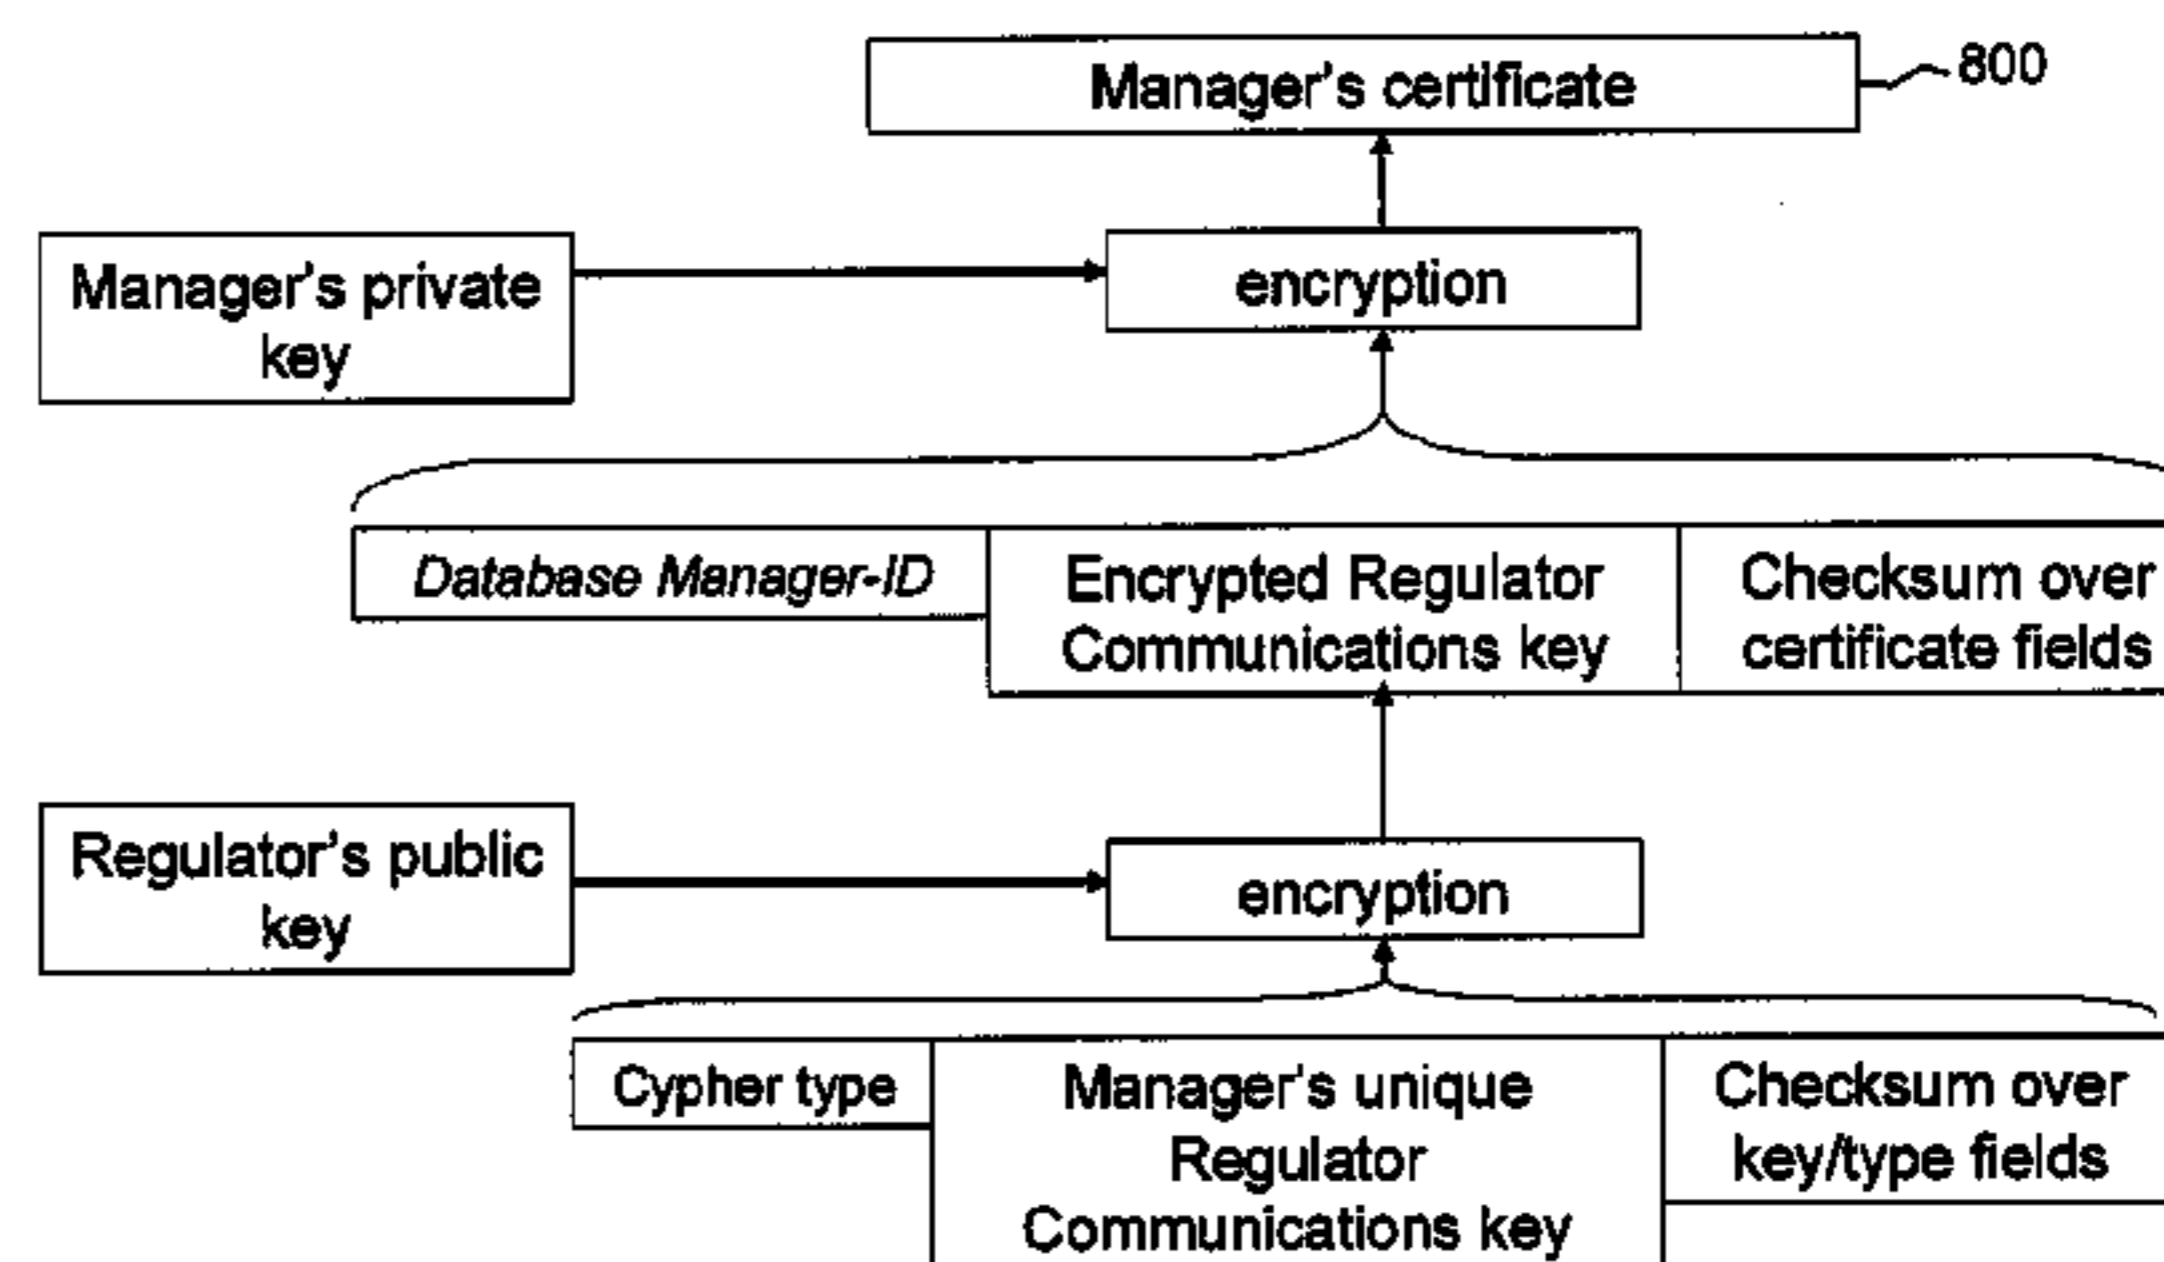 Manager's certificate
800
Manager's private
key
encryption
Database Manager-ID
Encrypted Regulator
Communications key
Checksum over
certificate fields
Regulator's public
key
encryption
Cypher type
Manager's unique
Regulator
Communications key
Checksum over
key/type fields